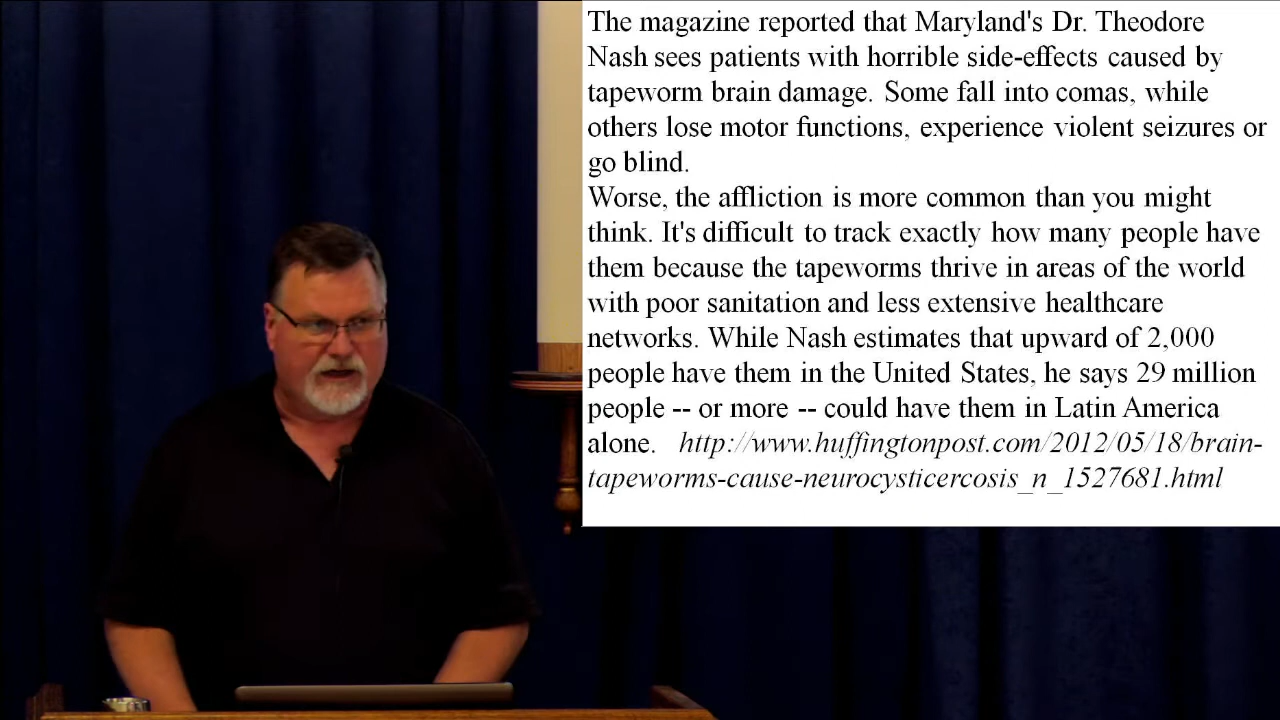 The magazine reported that Maryland's Dr. Theodore
Nash sees patients with horrible side-effects caused by
tapeworm brain damage. Some fall into comas, while
others lose motor functions, experience violent seizures or
go blind.
Worse, the affliction is more common than you might
think. It's difficult to track exactly how many people have
them because the tapeworms thrive in areas of the world
with poor sanitation and less extensive healthcare
networks. While Nash estimates that upward of 2,000
people have them in the United States, he says 29 million
people -- or more -- could have them in Latin America
alone. http://www.huffingtonpost.com/2012/05/18/brain-
tapeworms-cause-neurocysticercosis_n_1527681.html